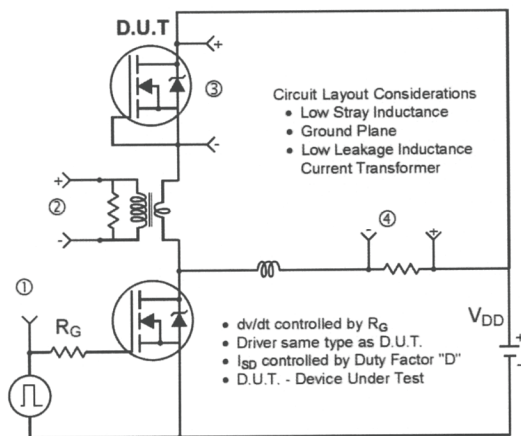 D.U.T
+
③
-
Circuit Layout Considerations
• Low Stray Inductance
• Ground Plane
• Low Leakage Inductance
Current Transformer
+
②
-
④
-
+
①
RG
VDD
+
-
• dv/dt controlled by RG
• Driver same type as D.U.T.
• ISD controlled by Duty Factor "D"
• D.U.T. - Device Under Test